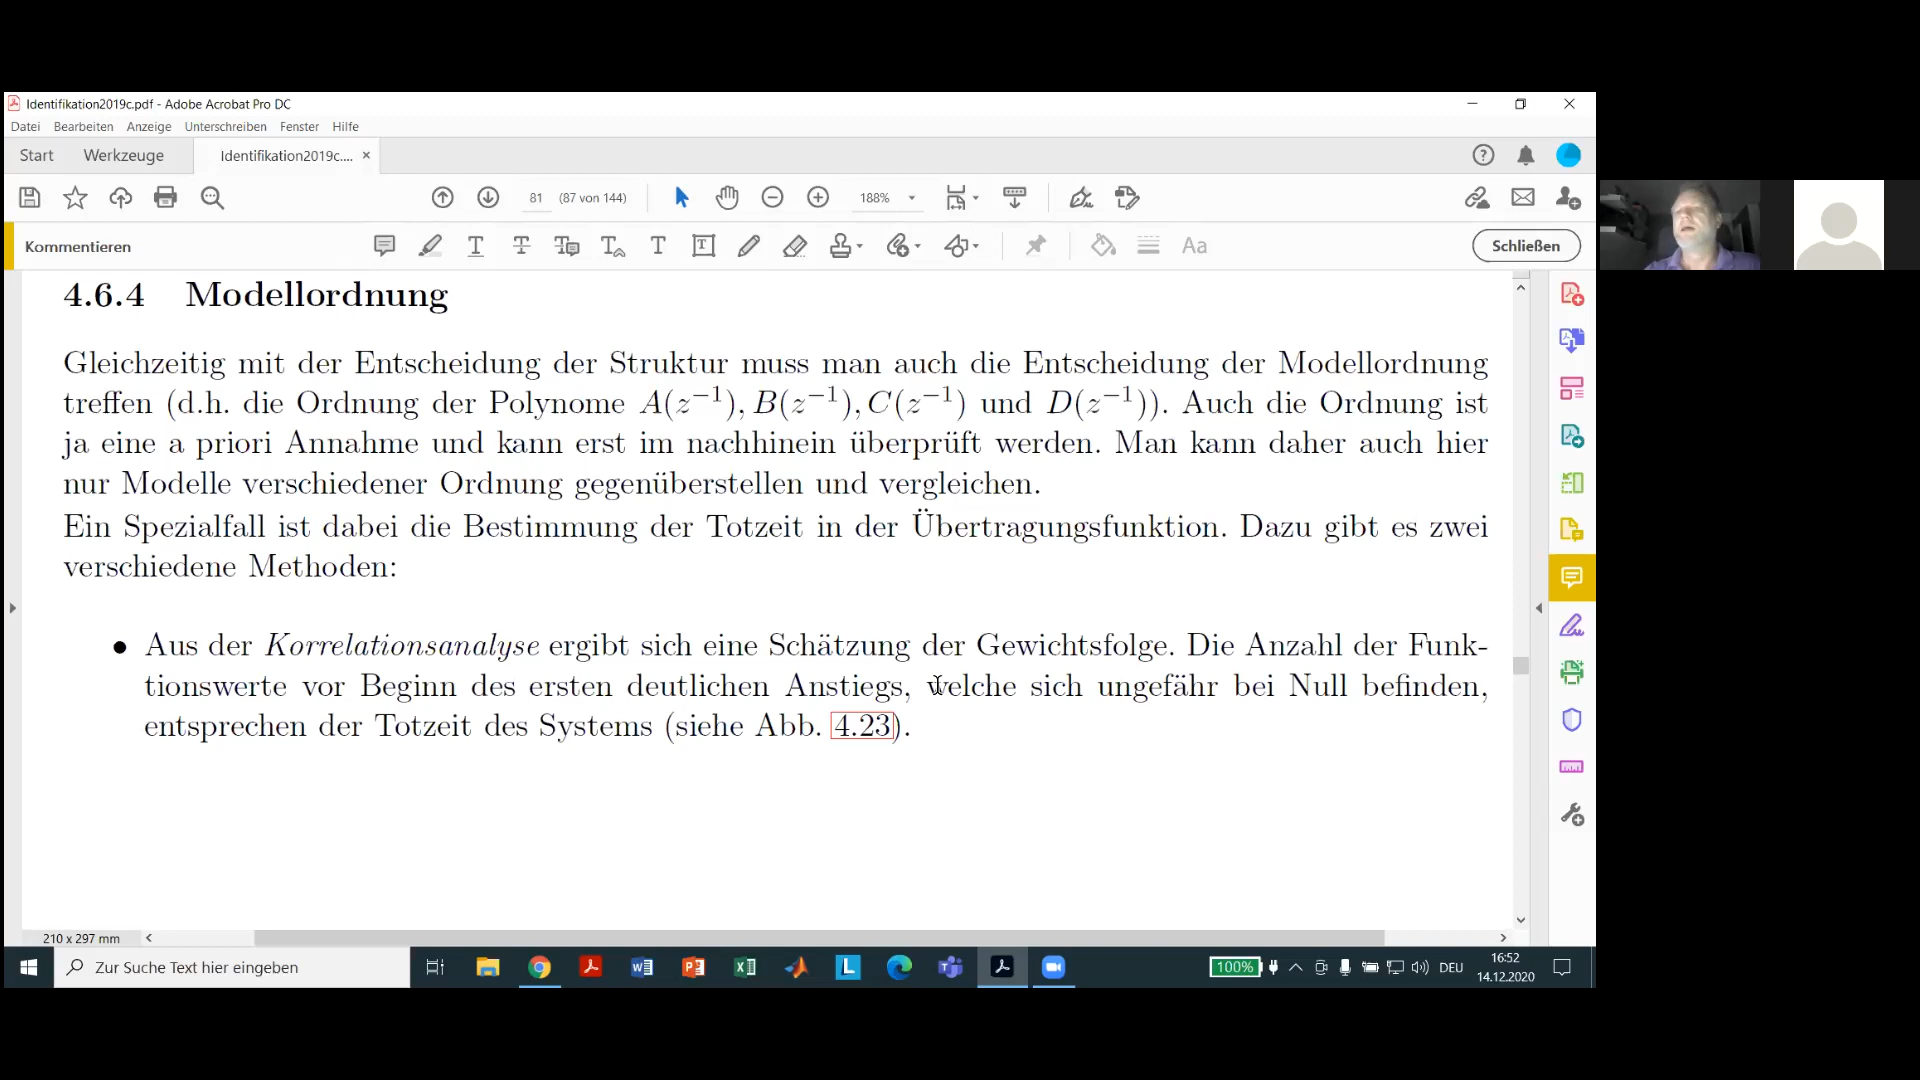 Identifikation2019c.pdf - Adobe Acrobat Pro DC
Datei Bearbeiten Anzeige Unterschreiben Fenster Hilfe
Start Werkzeuge Identifikation2019c....
81 (87 von 144) 188%
Kommentieren Aa Schließen
4.6.4 Modellordnung
Gleichzeitig mit der Entscheidung der Struktur muss man auch die Entscheidung der Modellordnung
treffen (d.h. die Ordnung der Polynome A(z⁻¹), B(z⁻¹), C(z⁻¹) und D(z⁻¹)). Auch die Ordnung ist
ja eine a priori Annahme und kann erst im nachhinein überprüft werden. Man kann daher auch hier
nur Modelle verschiedener Ordnung gegenüberstellen und vergleichen.
Ein Spezialfall ist dabei die Bestimmung der Totzeit in der Übertragungsfunktion. Dazu gibt es zwei
verschiedene Methoden:
• Aus der Korrelationsanalyse ergibt sich eine Schätzung der Gewichtsfolge. Die Anzahl der Funk-
tionswerte vor Beginn des ersten deutlichen Anstiegs, welche sich ungefähr bei Null befinden,
entsprechen der Totzeit des Systems (siehe Abb. 4.23).
210 x 297 mm
Zur Suche Text hier eingeben
100% DEU 16:52
14.12.2020